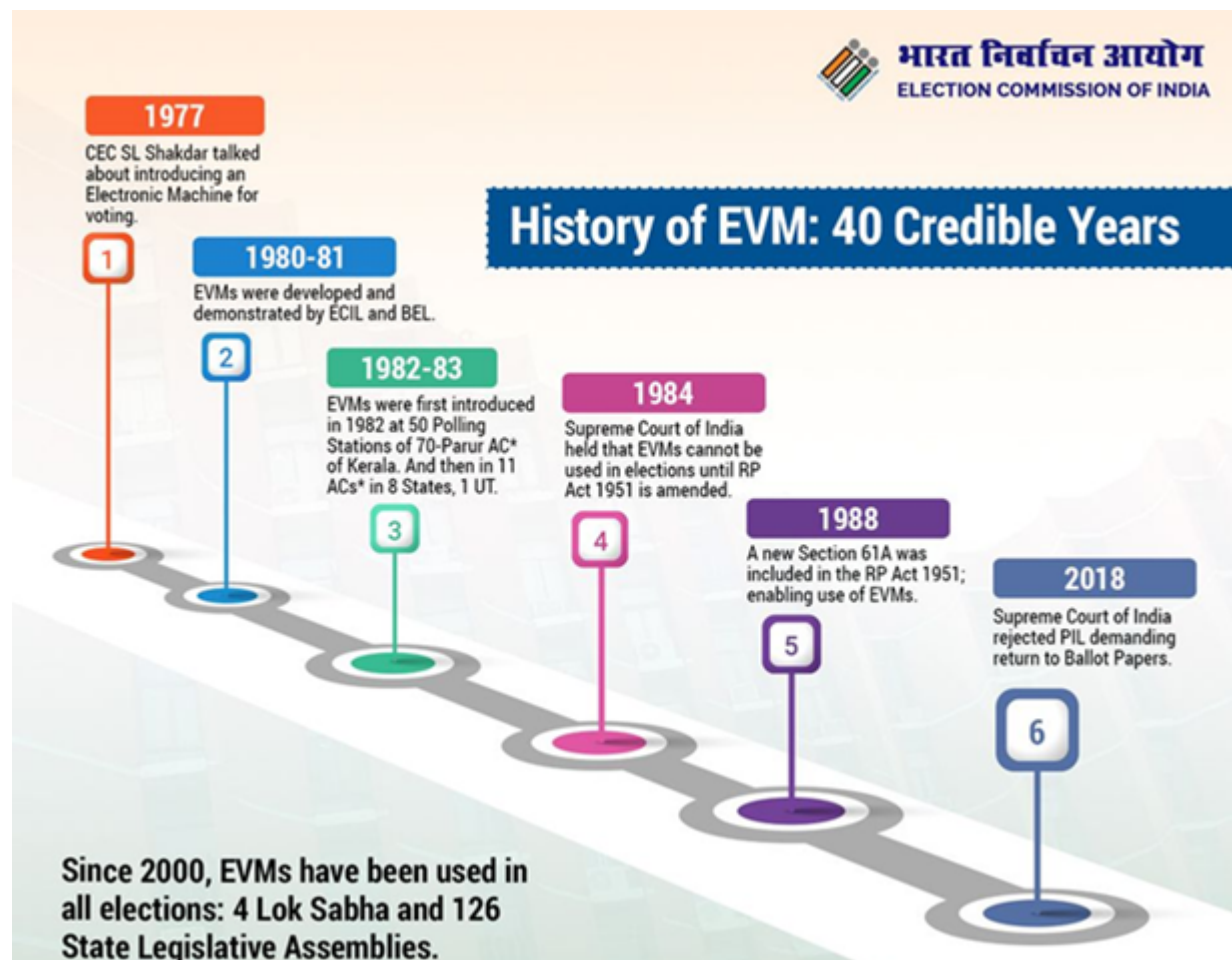 भारत निर्वाचन आयोग
ELECTION COMMISSION OF INDIA
History of EVM: 40 Credible Years
1977
CEC SL Shakdar talked
about introducing an
Electronic Machine for
voting.
1
1980-81
EVMs were developed and
demonstrated by ECIL and BEL.
2
1982-83
EVMs were first introduced
in 1982 at 50 Polling
Stations of 70-Parur AC*
of Kerala. And then in 11
ACs* in 8 States, 1 UT.
3
1984
Supreme Court of India
held that EVMs cannot be
used in elections until RP
Act 1951 is amended.
4
1988
A new Section 61A was
included in the RP Act 1951;
enabling use of EVMs.
5
2018
Supreme Court of India
rejected PIL demanding
return to Ballot Papers.
6
Since 2000, EVMs have been used in
all elections: 4 Lok Sabha and 126
State Legislative Assemblies.